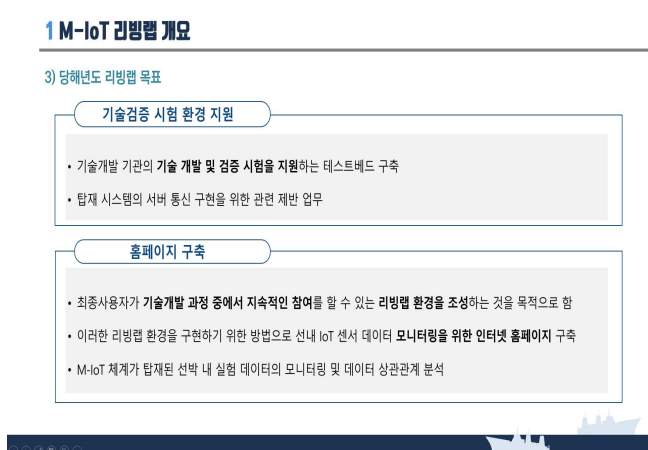 1 M-IoT 리빙랩 개요
3) 당해년도 리빙랩 목표
기술검증 시험 환경 지원
• 기술개발 기관의 기술 개발 및 검증 시험을 지원하는 테스트베드 구축
• 탑재 시스템의 서버 통신 구현을 위한 관련 제반 업무
홈페이지 구축
• 최종사용자가 기술개발 과정 중에서 지속적인 참여를 할 수 있는 리빙랩 환경을 조성하는 것을 목적으로 함
• 이러한 리빙랩 환경을 구현하기 위한 방법으로 선내 IoT 센서 데이터 모니터링을 위한 인터넷 홈페이지 구축
• M-IoT 체계가 탑재된 선박 내 실험 데이터의 모니터링 및 데이터 상관관계 분석